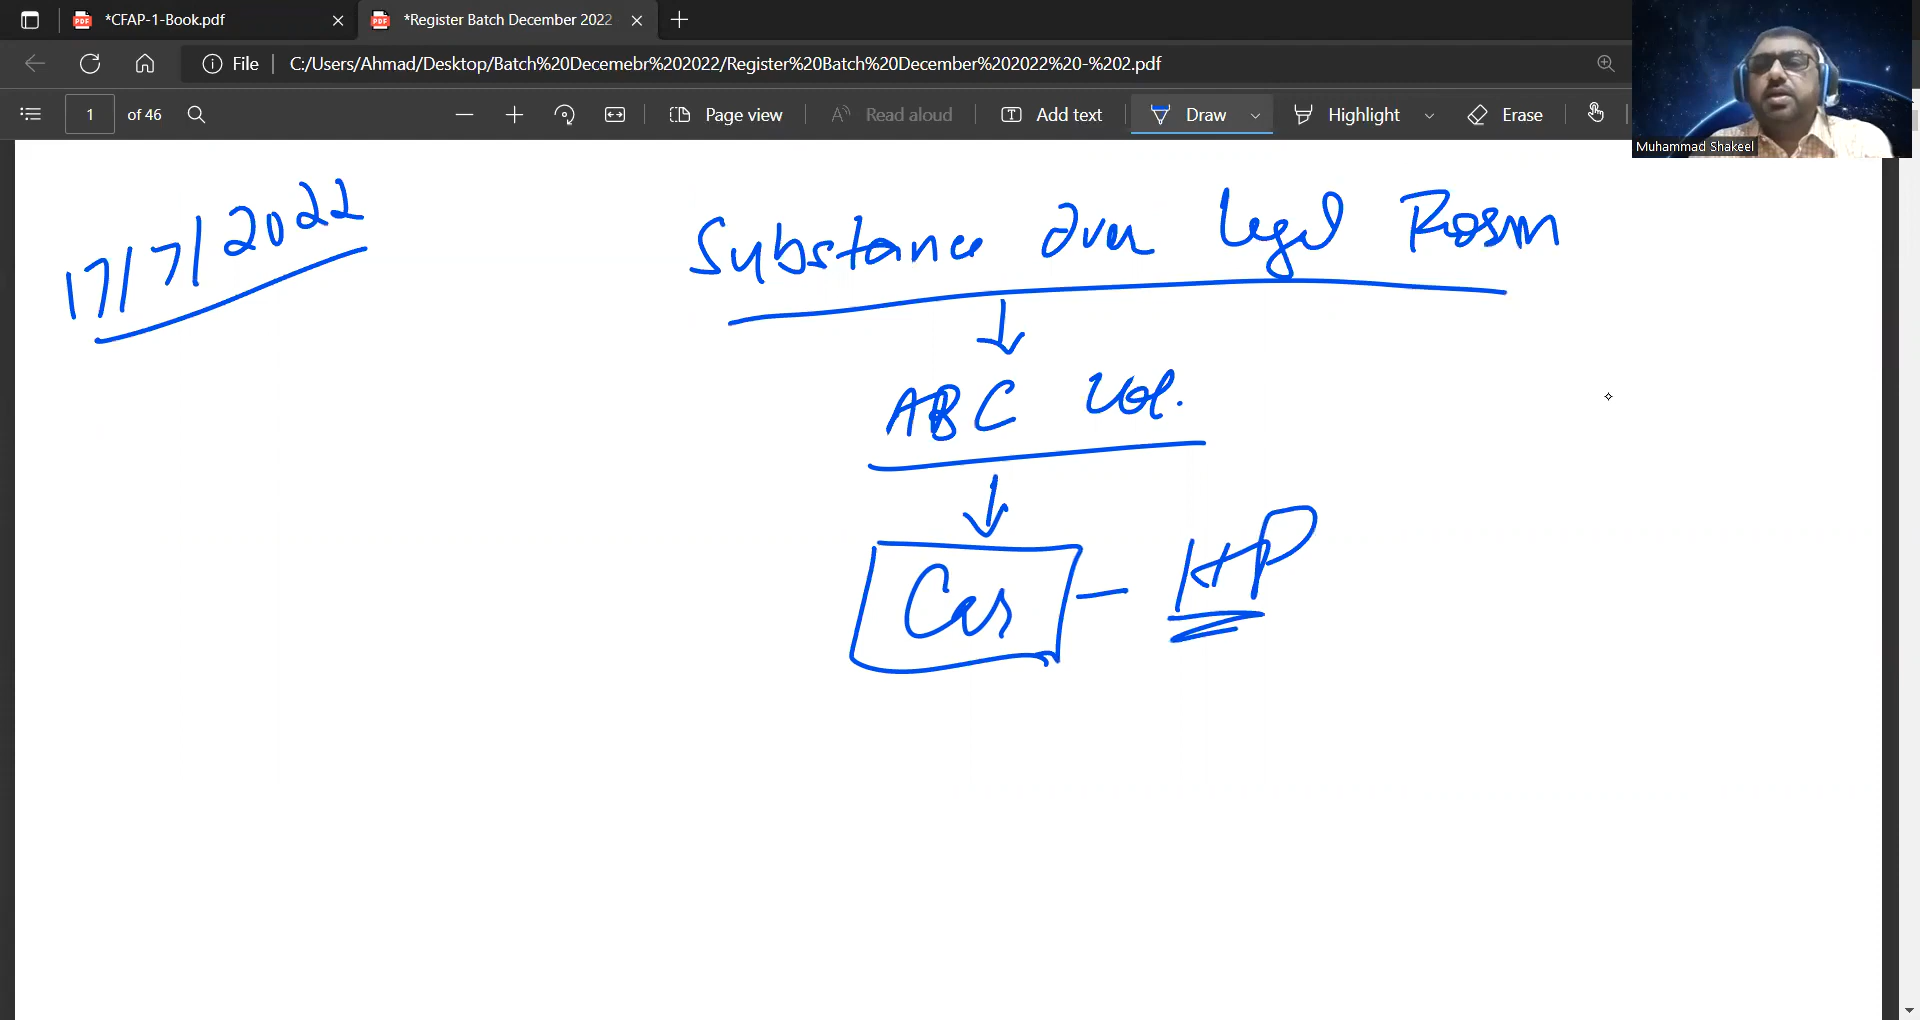 *CFAP-1-Book.pdf
*Register Batch December 2022
File
C:/Users/Ahmad/Desktop/Batch%20Decemebr%202022/Register%20Batch%20December%202022%20-%202.pdf
1 of 46
Page view
Read aloud
Add text
Draw
Highlight
Erase
Muhammad Shakeel
17/7/2022
Substance Over legal
ABC
Car
HP